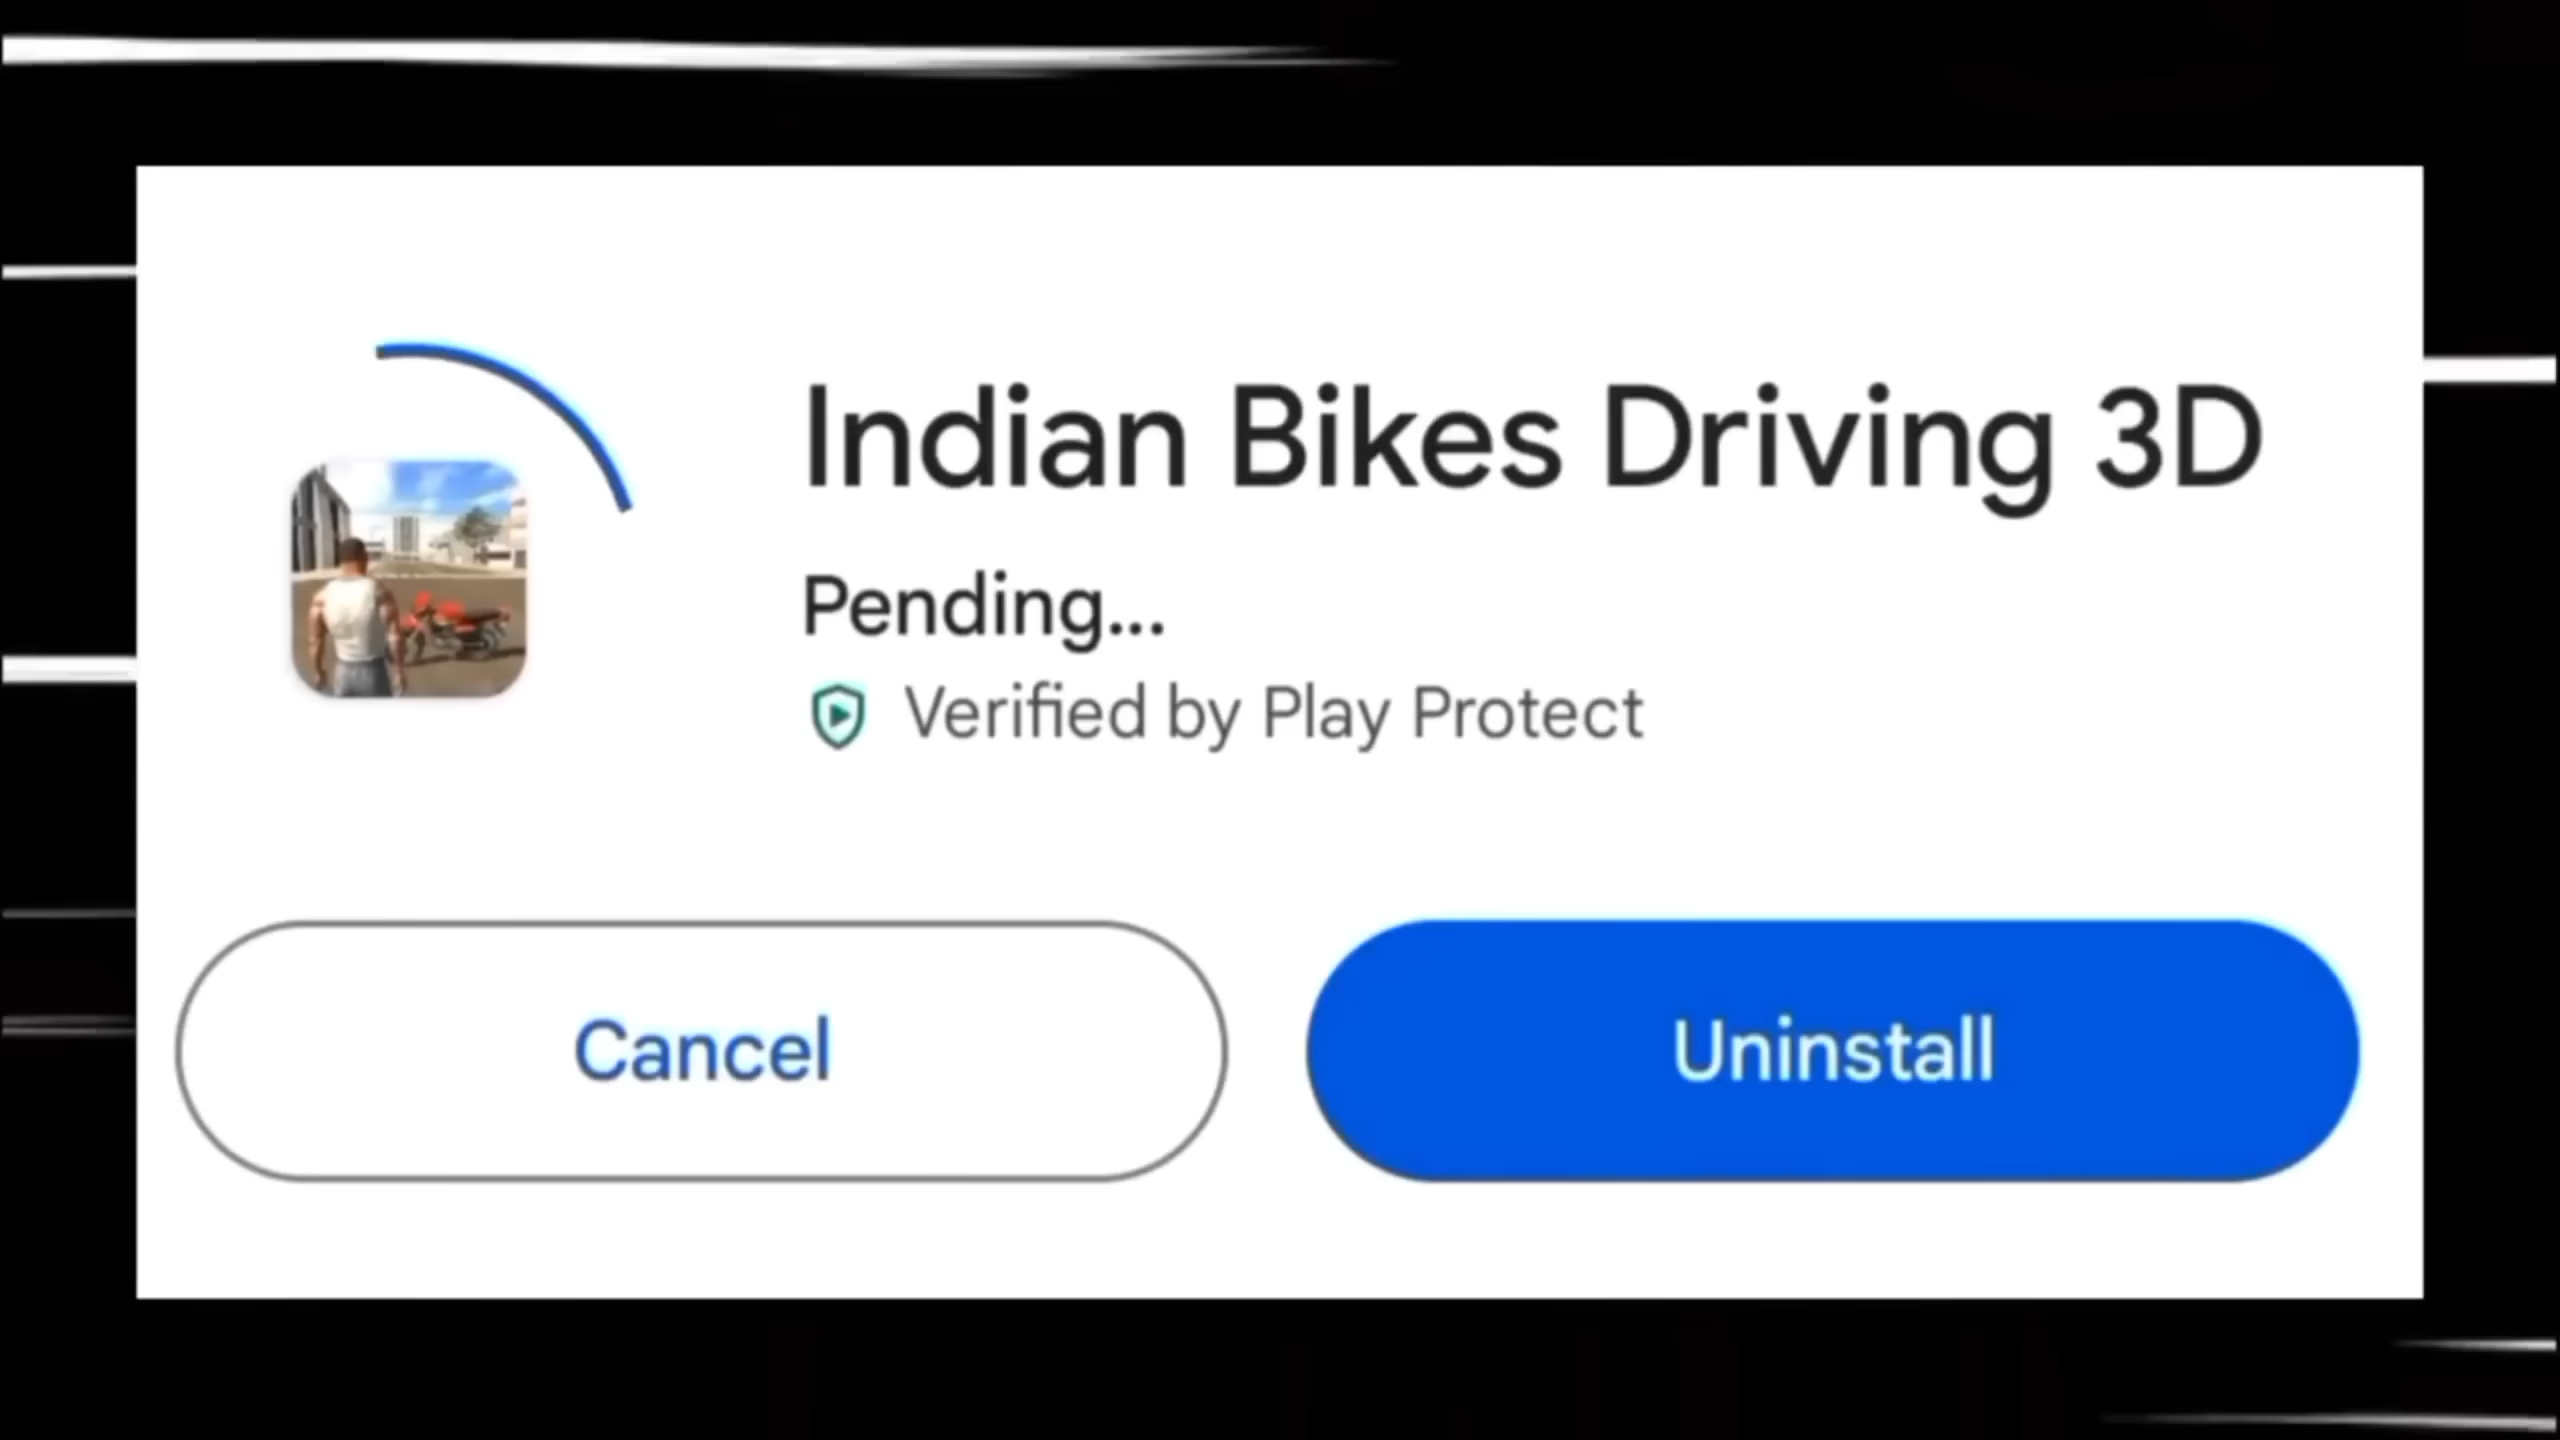 Indian Bikes Driving 3D
Pending...
Verified by Play Protect
Cancel
Uninstall